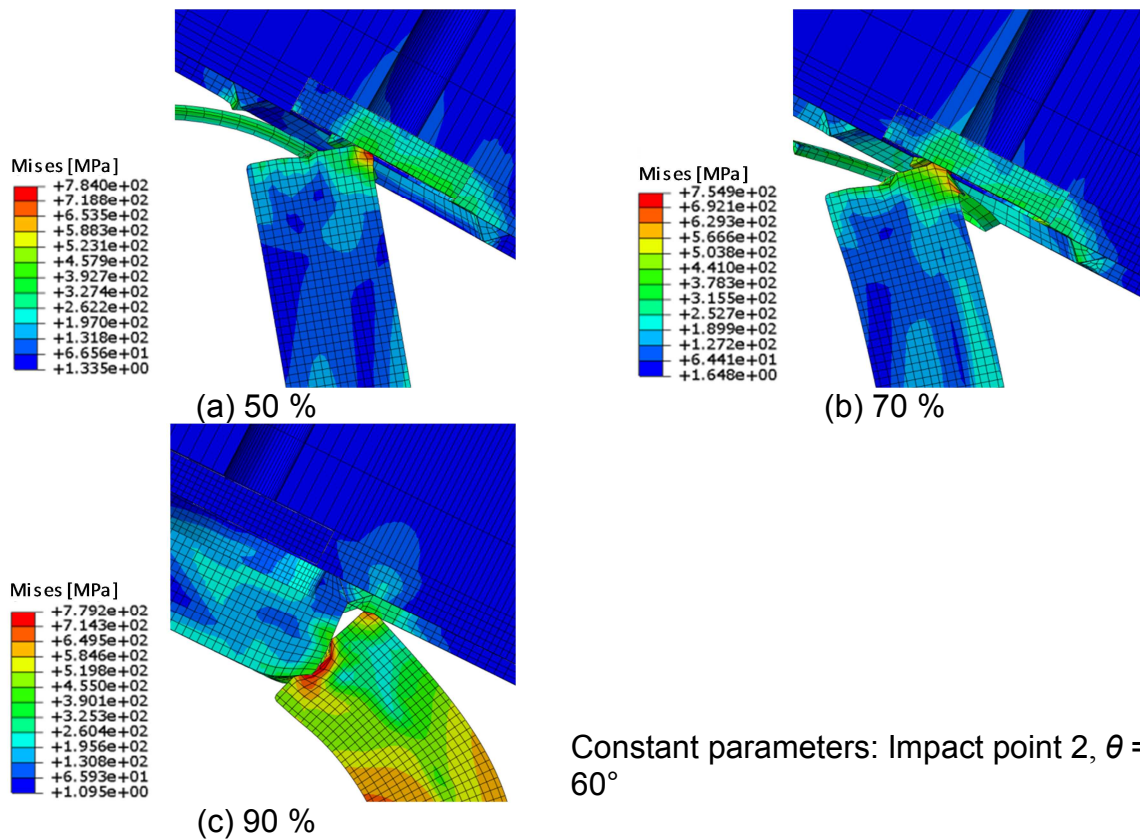 Mises [MPa]
+7.840e+02
+7.188e+02
+6.535e+02
+5.883e+02
+5.231e+02
+4.579e+02
+3.927e+02
+3.274e+02
+2.622e+02
+1.970e+02
+1.318e+02
+6.656e+01
+1.335e+00
(a) 50 %
Mises [MPa]
+7.549e+02
+6.921e+02
+6.293e+02
+5.666e+02
+5.038e+02
+4.410e+02
+3.783e+02
+3.155e+02
+2.527e+02
+1.899e+02
+1.272e+02
+6.441e+01
+1.648e+00
(b) 70 %
Mises [MPa]
+7.792e+02
+7.143e+02
+6.495e+02
+5.846e+02
+5.198e+02
+4.550e+02
+3.901e+02
+3.253e+02
+2.604e+02
+1.956e+02
+1.308e+02
+6.593e+01
+1.095e+00
(c) 90 %
Constant parameters: Impact point 2, θ =
60°